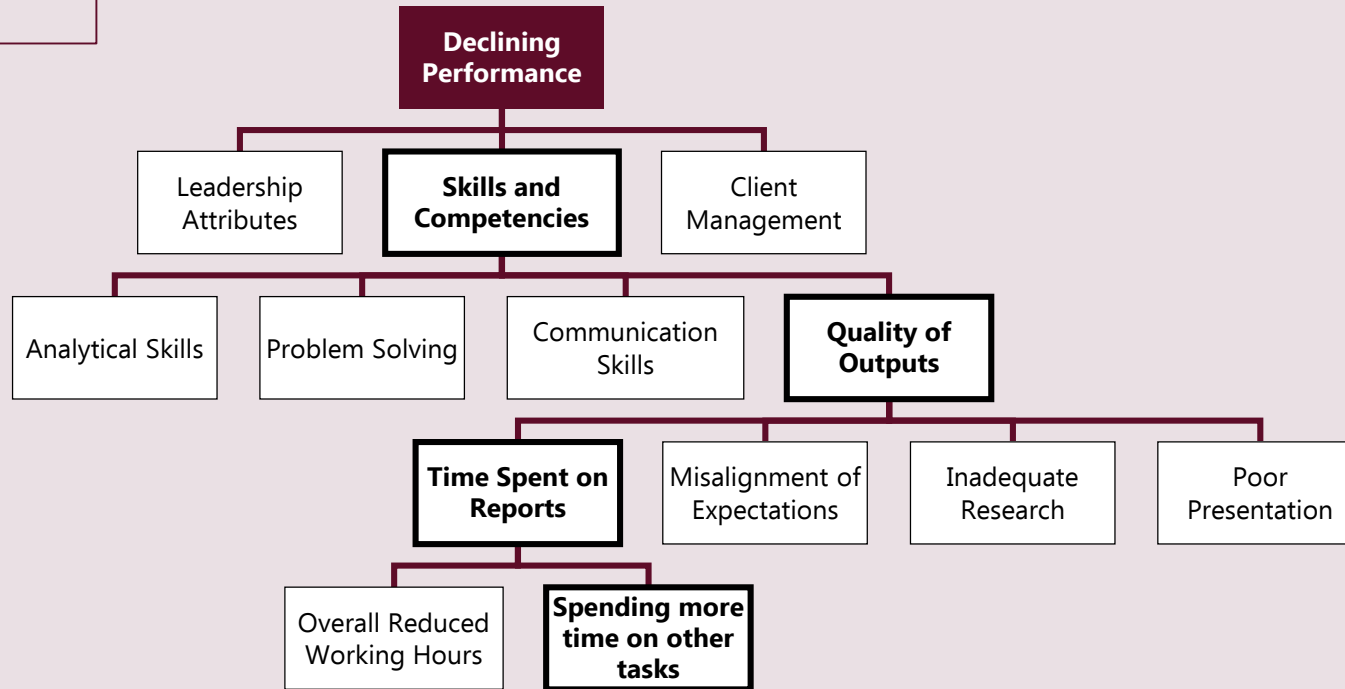 Declining
Performance
Leadership
Attributes
Skills and
Competencies
Client
Management
Analytical Skills
Problem Solving
Communication
Skills
Quality of
Outputs
Time Spent on
Reports
Misalignment of
Expectations
Inadequate
Research
Poor
Presentation
Overall Reduced
Working Hours
Spending more
time on other
tasks